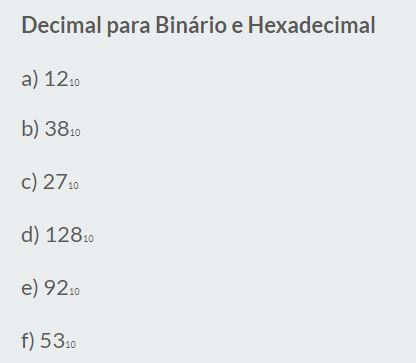 Decimal para Binário e Hexadecimal
a) 12₁₀
b) 38₁₀
c) 27₁₀
d) 128₁₀
e) 92₁₀
f) 53₁₀